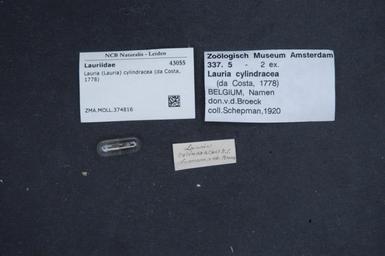 NCB Naturalis - Leiden
Lauriidae 43055
Lauria (Lauria) cylindracea (da Costa,
1778)
ZMA.MOLL.374816
Zoölogisch Museum Amsterdam
337. 5 - 2 ex.
Lauria cylindracea
(da Costa, 1778)
BELGIUM, Namen
don.v.d.Broeck
coll.Schepman,1920